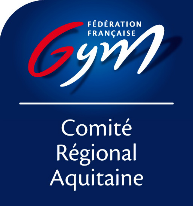 FÉDÉRATION
FRANÇAISE
Gym
Comité
Régional
Aquitaine